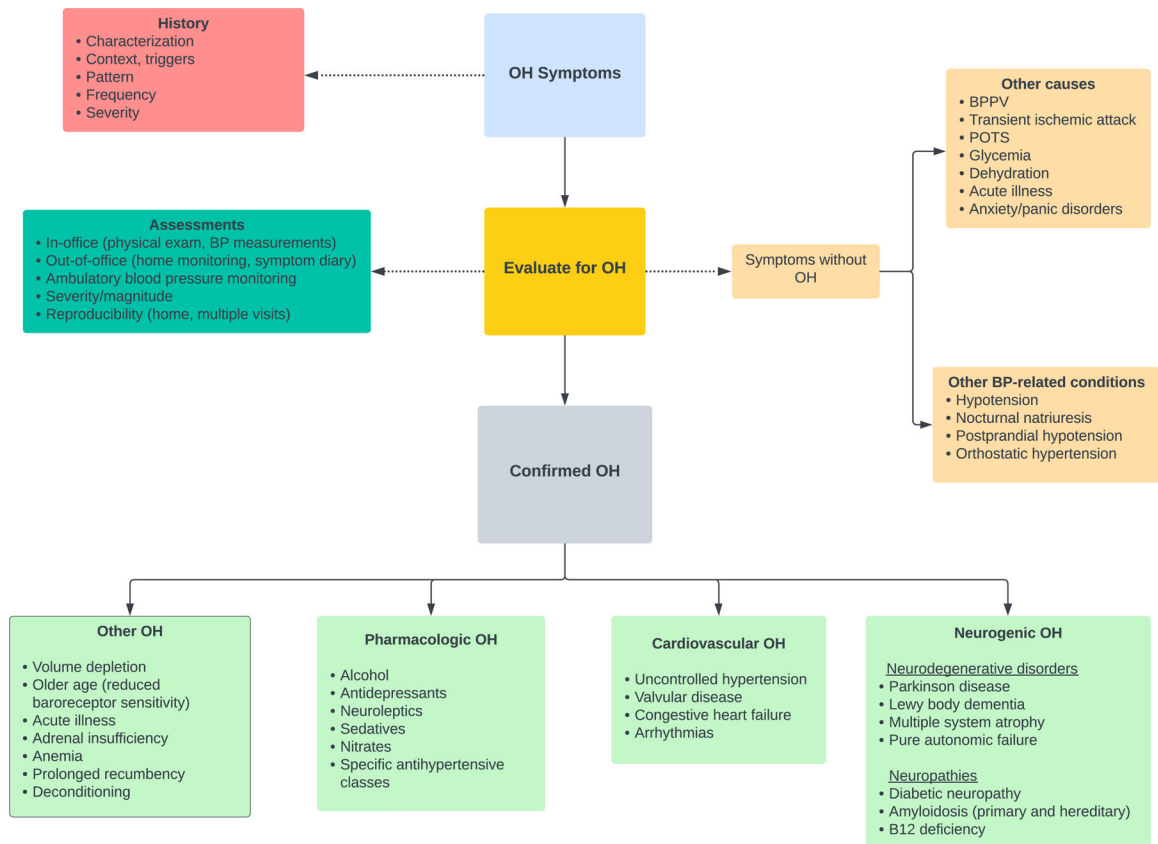 History
• Characterization
• Context, triggers
• Pattern
• Frequency
• Severity
OH Symptoms
Other causes
• BPPV
• Transient ischemic attack
• POTS
• Glycemia
• Dehydration
• Acute illness
• Anxiety/panic disorders
Assessments
• In-office (physical exam, BP measurements)
• Out-of-office (home monitoring, symptom diary)
• Ambulatory blood pressure monitoring
• Severity/magnitude
• Reproducibility (home, multiple visits)
Evaluate for OH
Symptoms without
OH
Other BP-related conditions
• Hypotension
• Nocturnal natriuresis
• Postprandial hypotension
• Orthostatic hypertension
Confirmed OH
Other OH
• Volume depletion
• Older age (reduced
baroreceptor sensitivity)
• Acute illness
• Adrenal insufficiency
• Anemia
• Prolonged recumbency
• Deconditioning
Pharmacologic OH
• Alcohol
• Antidepressants
• Neuroleptics
• Sedatives
• Nitrates
• Specific antihypertensive
classes
Cardiovascular OH
• Uncontrolled hypertension
• Valvular disease
• Congestive heart failure
• Arrhythmias
Neurogenic OH
Neurodegenerative disorders
• Parkinson disease
• Lewy body dementia
• Multiple system atrophy
• Pure autonomic failure
Neuropathies
• Diabetic neuropathy
• Amyloidosis (primary and hereditary)
• B12 deficiency